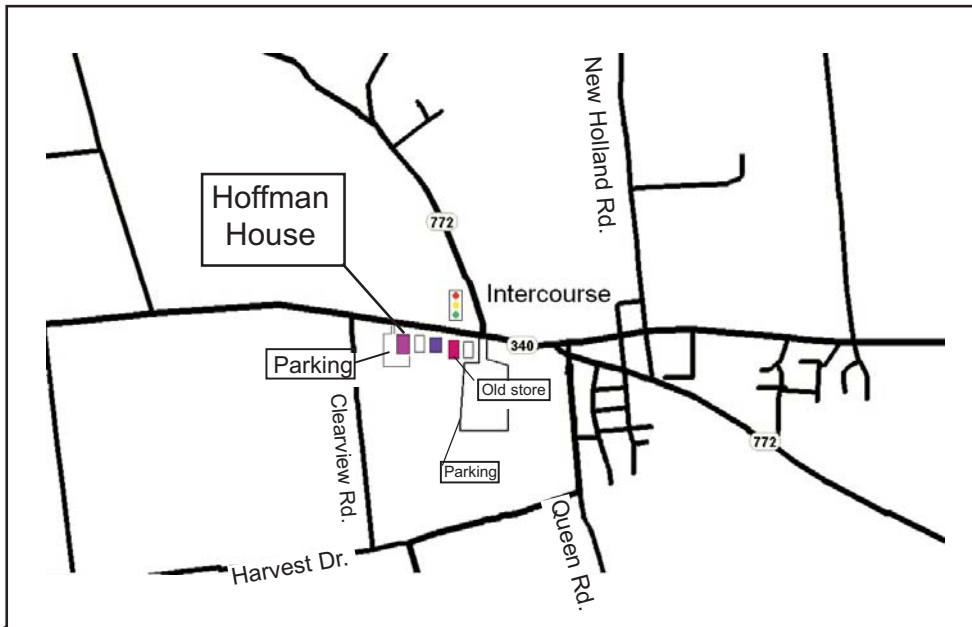 New Holland Rd.
Hoffman
House
772
Intercourse
340
Parking
Old store
Clearview Rd.
772
Parking
Queen Rd.
Harvest Dr.